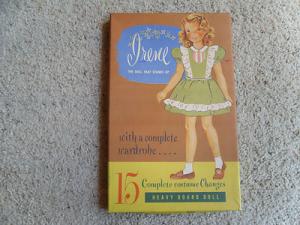 Irene
THE DOLL THAT STANDS UP
with a complete
wardrobe....
15 Complete costume Changes
HEAVY BOARD DOLL